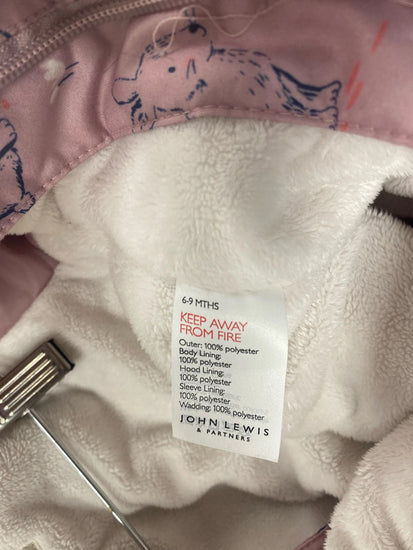 6-9 MTHS
KEEP AWAY
FROM FIRE
Outer: 100% polyester
Body Lining:
100% polyester
Hood Lining:
100% polyester
Sleeve Lining:
100% polyester
Wadding: 100% polyester
JOHN LEWIS
& PARTNERS